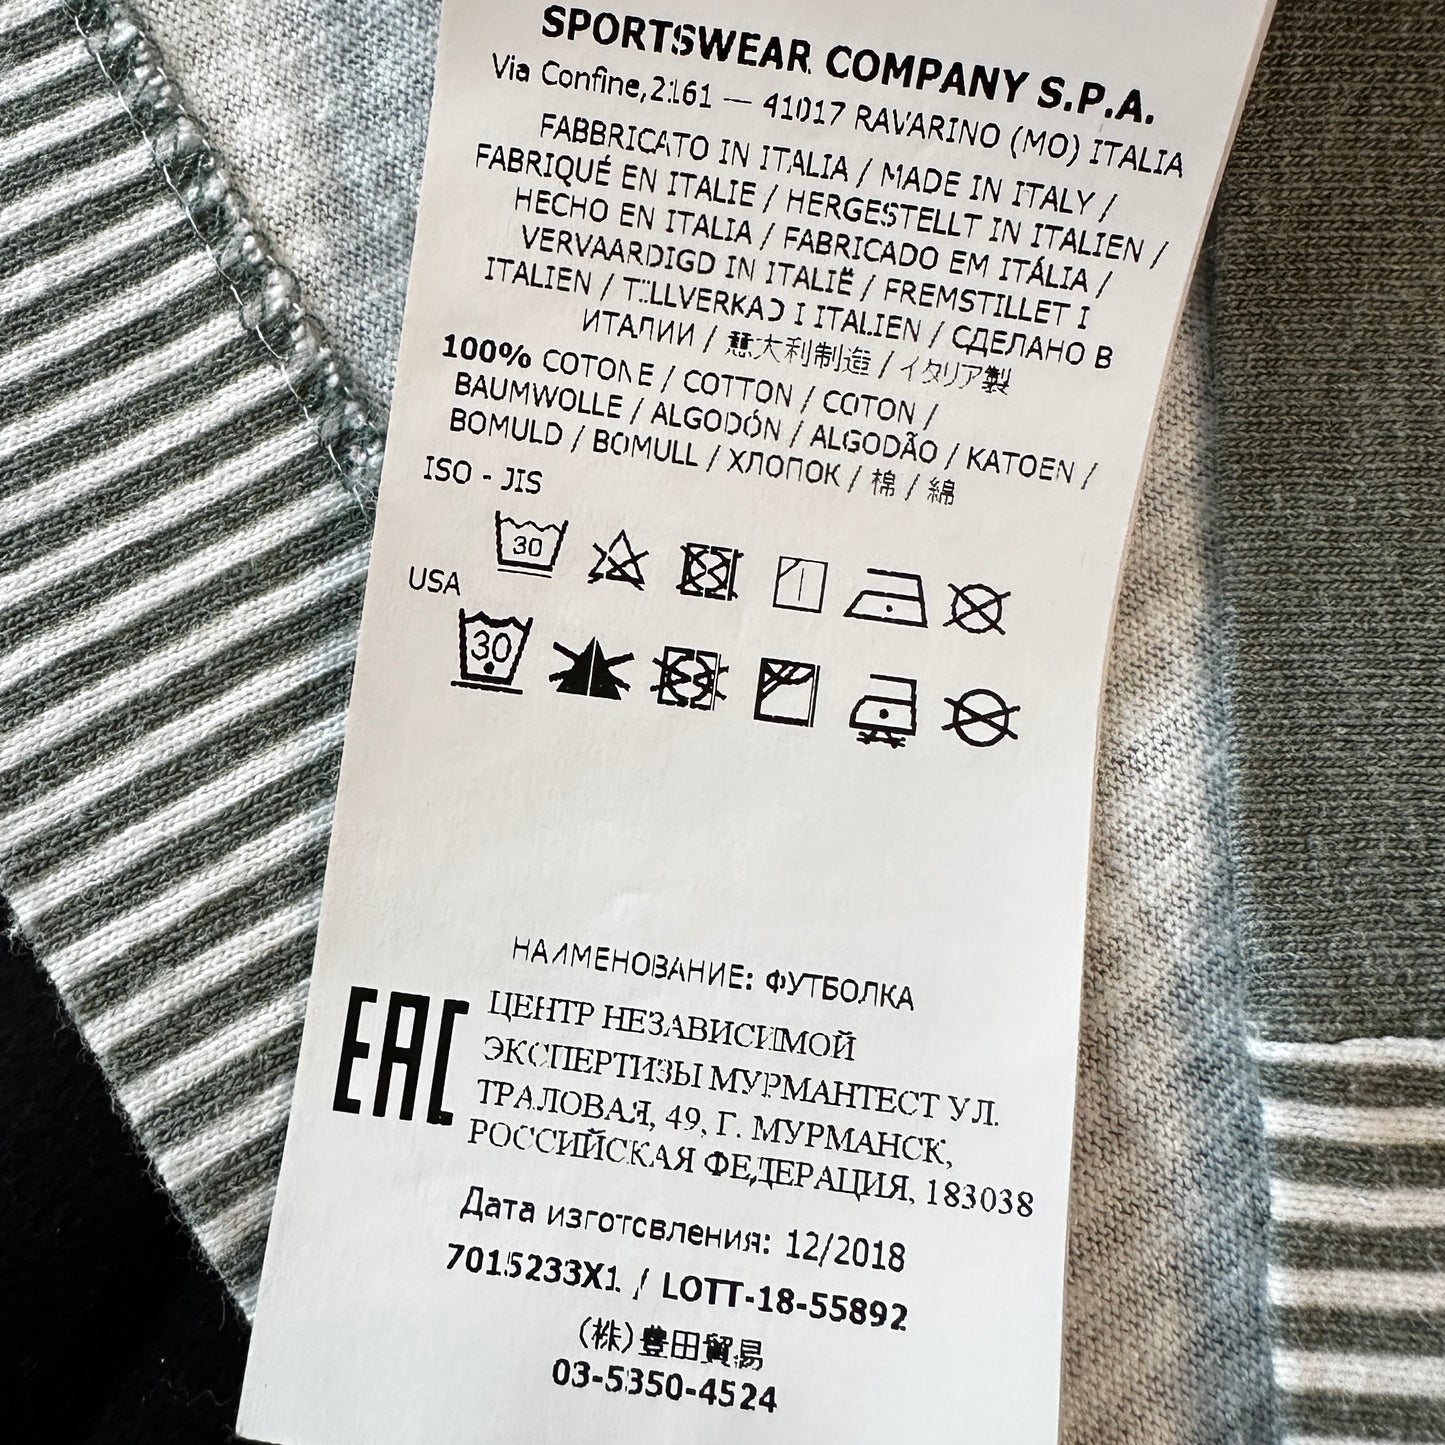 SPORTSWEAR COMPANY S.P.A.
Via Confine,2161 — 41017 RAVARINO (MO) ITALIA
FABBRICATO IN ITALIA / MADE IN ITALY /
FABRIQUÉ EN ITALIE / HERGESTELLT IN ITALIEN /
HECHO EN ITALIA / FABRICADO EM ITÁLIA /
VERVAARDIGD IN ITALIË / FREMSTILLET I
ITALIEN / TILLVERKAD I ITALIEN / СДЕЛАНО В
ИТАЛИИ / 意大利制造 / イタリア製
100% COTONE / COTTON / COTON /
BAUMWOLLE / ALGODÓN / ALGODÃO / KATOEN /
BOMULD / BOMULL / ХЛОПОК / 棉 / 綿
ISO - JIS
30
USA
30
НАИМЕНОВАНИЕ: ФУТБОЛКА
EAC
ЦЕНТР НЕЗАВИСИМОЙ
ЭКСПЕРТИЗЫ МУРМАНТЕСТ УЛ.
ТРАЛОВАЯ, 49, Г. МУРМАНСК,
РОССИЙСКАЯ ФЕДЕРАЦИЯ, 183038
Дата изготовления: 12/2018
7015233X1 / LOTT-18-55892
(株)豊田貿易
03-5350-4524